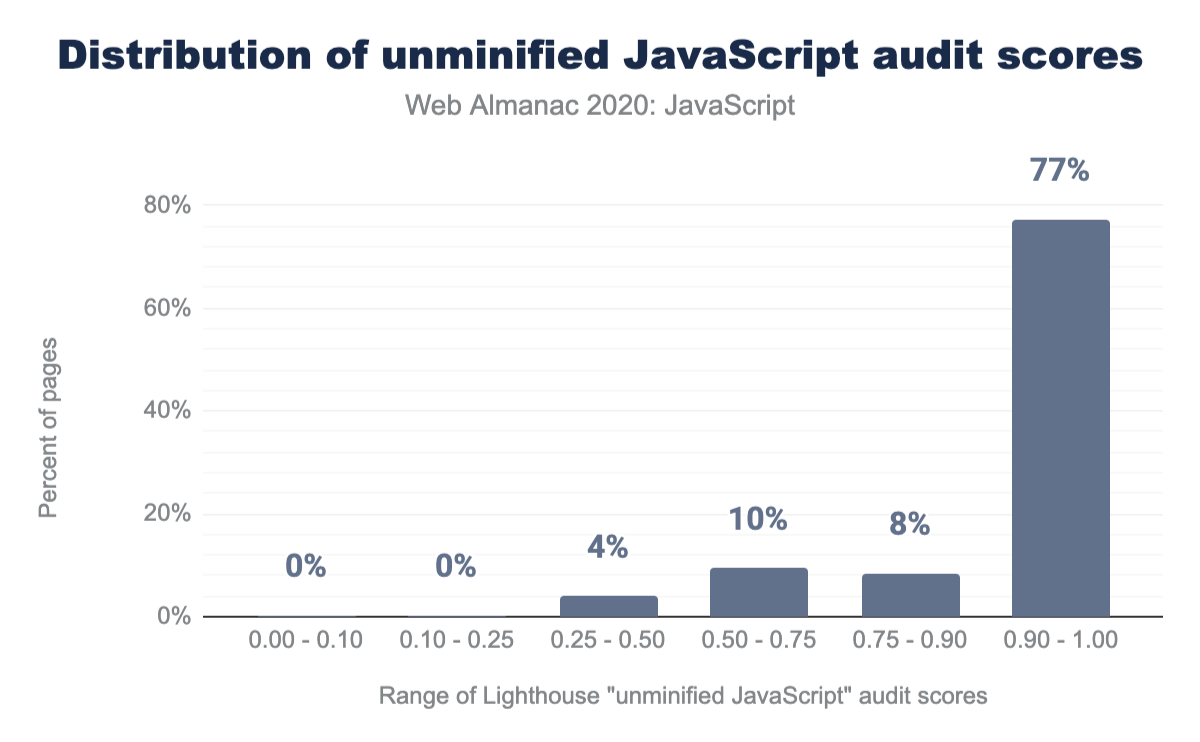 Distribution of unminified JavaScript audit scores
Web Almanac 2020: JavaScript
Percent of pages
80%
60%
40%
20%
0%
0%
0%
4%
10%
8%
77%
0.00 - 0.10
0.10 - 0.25
0.25 - 0.50
0.50 - 0.75
0.75 - 0.90
0.90 - 1.00
Range of Lighthouse "unminified JavaScript" audit scores